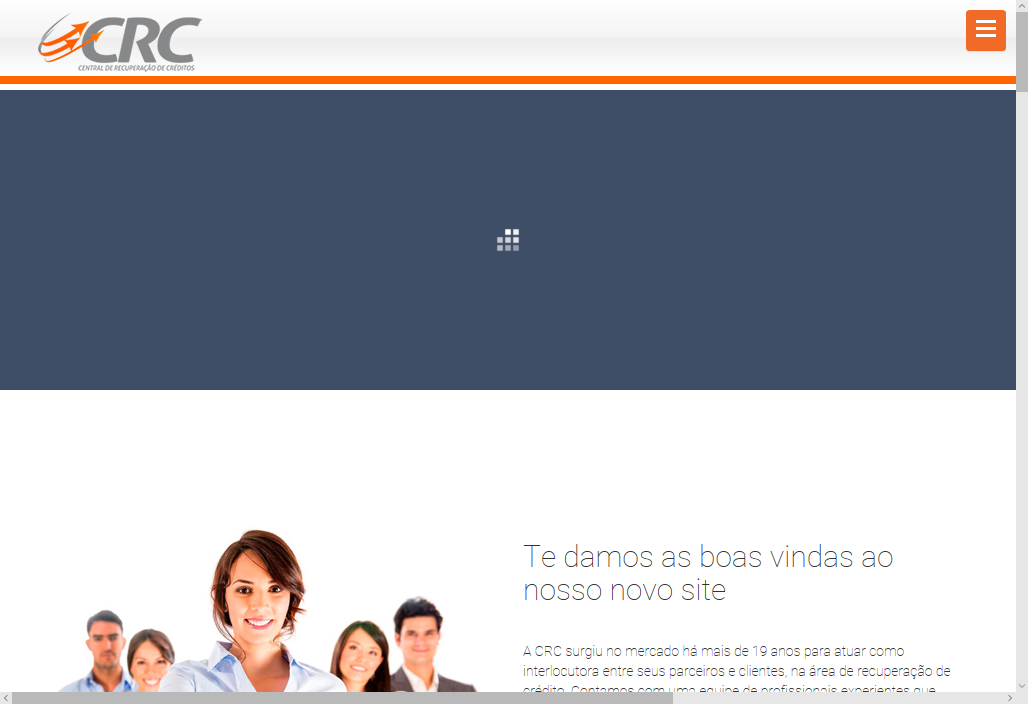 CRC
CENTRAL DE RECUPERAÇÃO DE CRÉDITOS
Te damos as boas vindas ao
nosso novo site
A CRC surgiu no mercado há mais de 19 anos para atuar como
interlocutora entre seus parceiros e clientes, na área de recuperação de
crédito. Contamos com uma equipe de profissionais experientes que